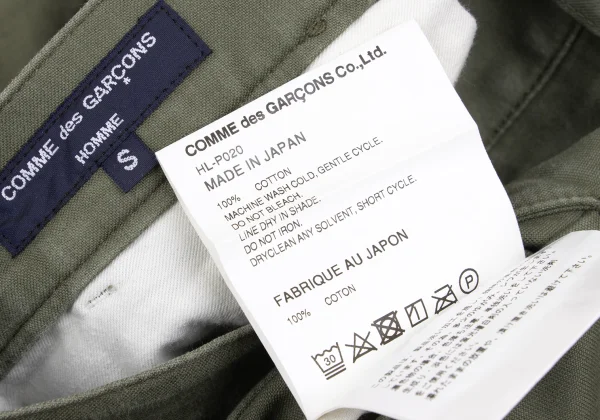 COMME des GARÇONS
HOMME
S
COMME des GARÇONS Co., Ltd.
HL-P020
MADE IN JAPAN
100% COTTON
MACHINE WASH COLD, GENTLE CYCLE.
DO NOT BLEACH.
LINE DRY IN SHADE.
DO NOT IRON.
DRYCLEAN ANY SOLVENT, SHORT CYCLE.
FABRIQUE AU JAPON
100% COTON
30
P